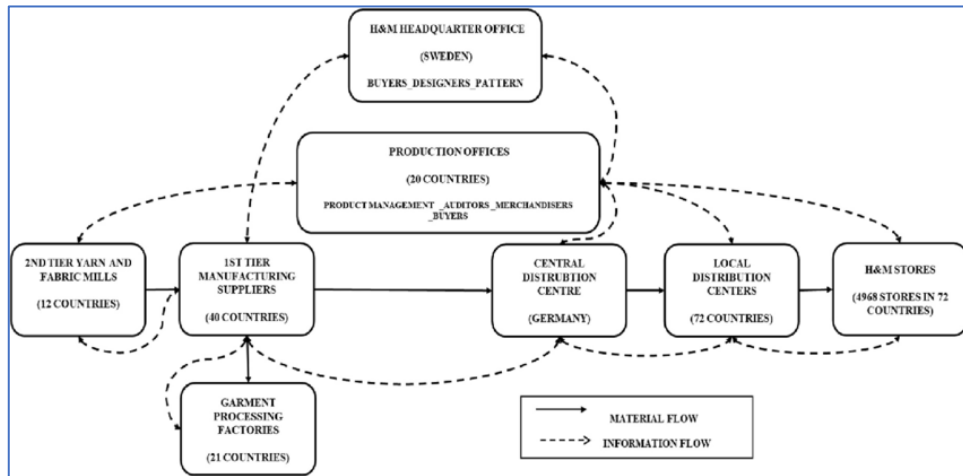 H&M HEADQUARTER OFFICE
(SWEDEN)
BUYERS_DESIGNERS_PATTERN
PRODUCTION OFFICES
(20 COUNTRIES)
PRODUCT MANAGEMENT _AUDITORS_MERCHANDISERS
_BUYERS
2ND TIER YARN AND
FABRIC MILLS
(12 COUNTRIES)
1ST TIER
MANUFACTURING
SUPPLIERS
(40 COUNTRIES)
CENTRAL
DISTRUBTION
CENTRE
(GERMANY)
LOCAL
DISTRIBUTION
CENTERS
(72 COUNTRIES)
H&M STORES
(4968 STORES IN 72
COUNTRIES)
GARMENT
PROCESSING
FACTORIES
(21 COUNTRIES)
MATERIAL FLOW
INFORMATION FLOW